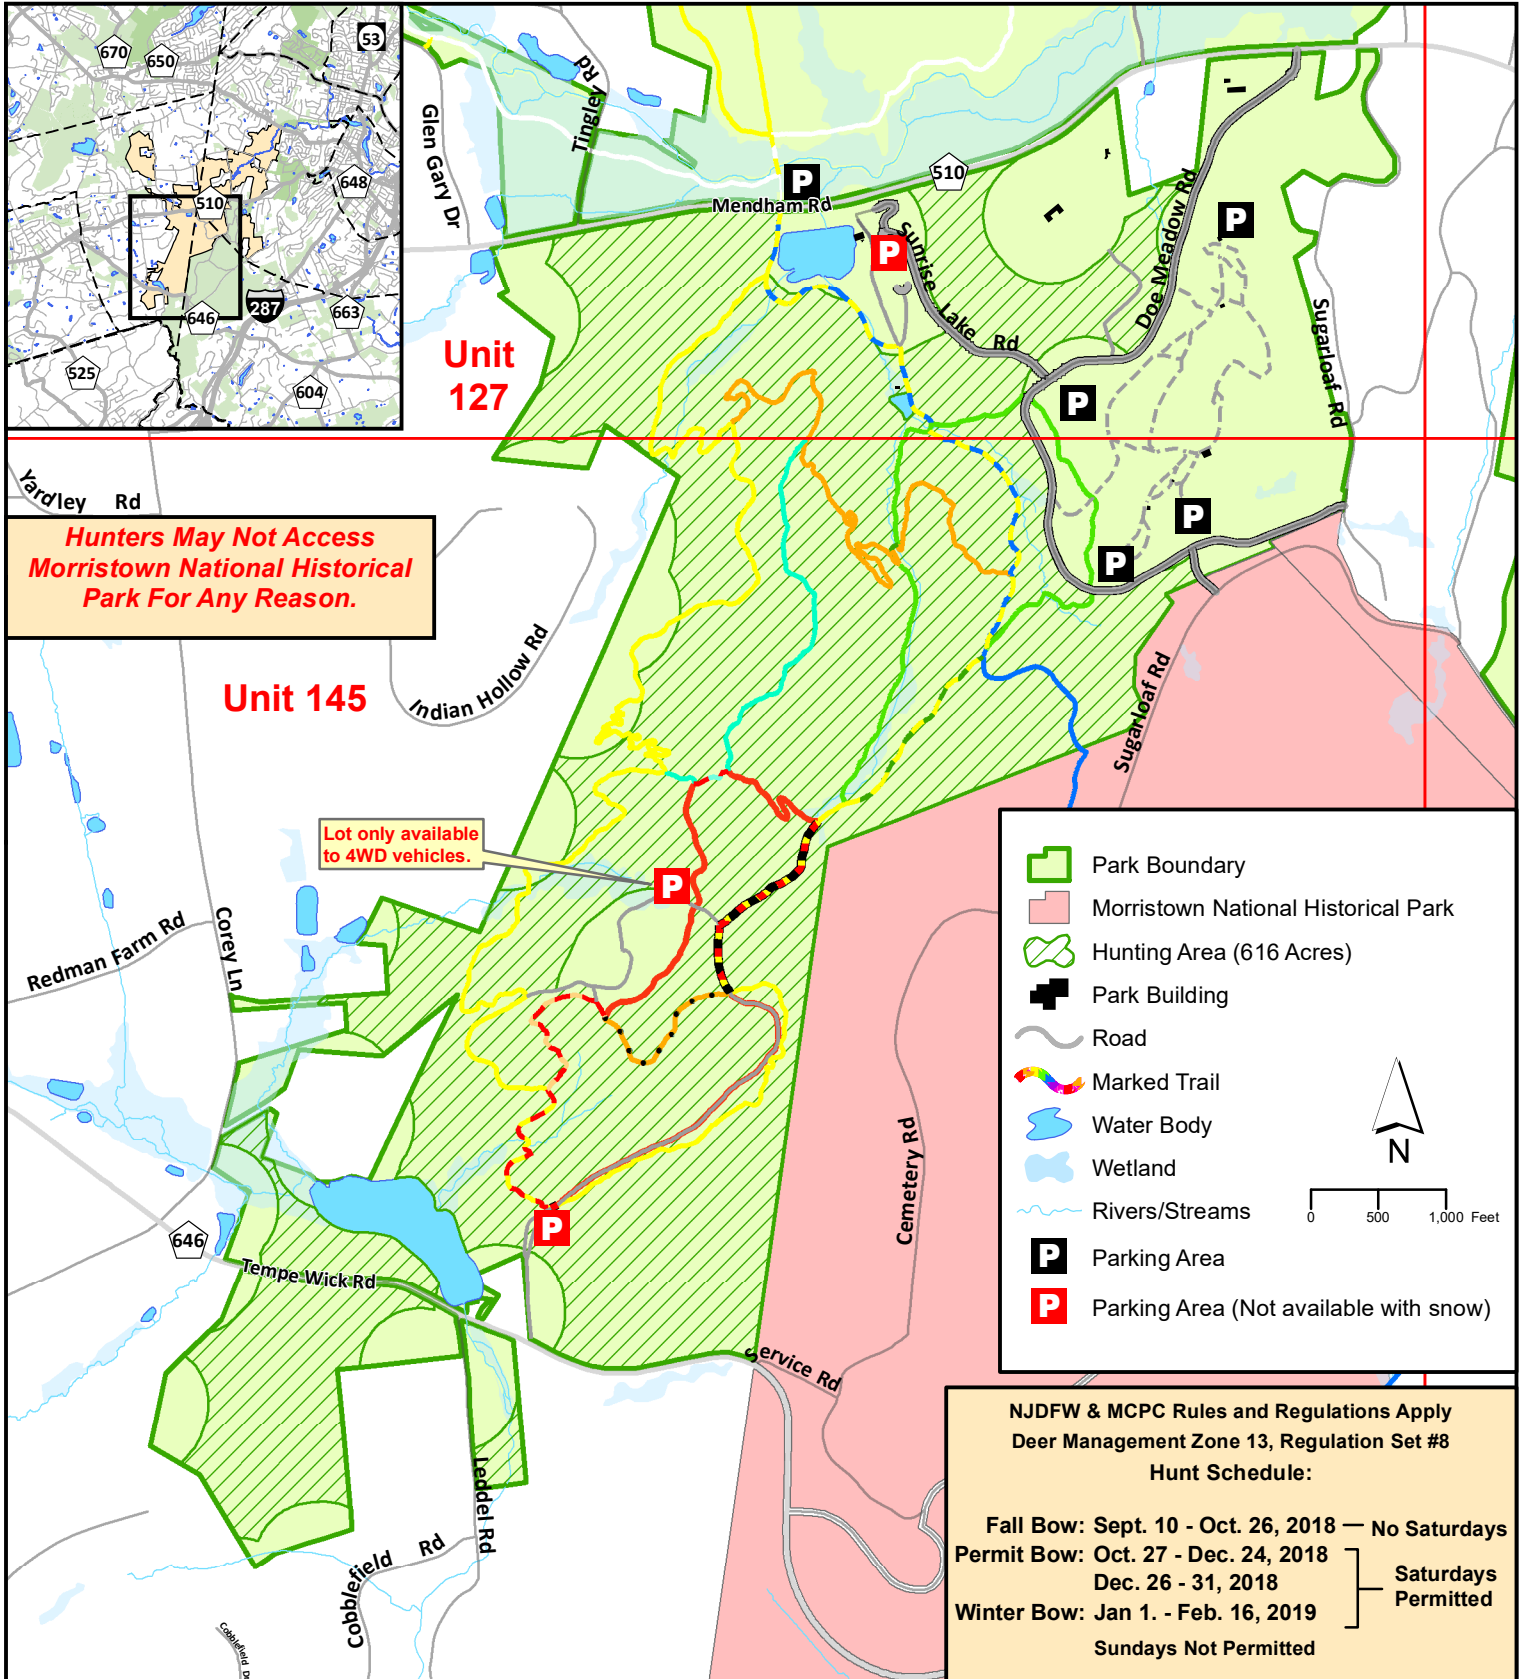 670
650
53
648
510
646
287
663
525
604
Glen Gary Dr
Tingley Rd
P
Mendham Rd
510
P
Sunrise Lake Rd
Doe Meadow Rd
P
Sugarloaf Rd
Unit
127
P
Yardley Rd
Hunters May Not Access
Morristown National Historical
Park For Any Reason.
P
P
Indian Hollow Rd
Unit 145
Sugarloaf Rd
Lot only available
to 4WD vehicles.
P
Redman Farm Rd
Corey Ln
Cemetery Rd
646
P
Tempe Wick Rd
Service Rd
Leddel Rd
Cobblefield Rd
Cobblefield Dr
Park Boundary
Morristown National Historical Park
Hunting Area (616 Acres)
Park Building
Road
Marked Trail
Water Body
Wetland
Rivers/Streams
P Parking Area
P Parking Area (Not available with snow)
N
0 500 1,000 Feet
NJDFW & MCPC Rules and Regulations Apply
Deer Management Zone 13, Regulation Set #8
Hunt Schedule:
Fall Bow: Sept. 10 - Oct. 26, 2018 — No Saturdays
Permit Bow: Oct. 27 - Dec. 24, 2018
Dec. 26 - 31, 2018
Saturdays
Permitted
Winter Bow: Jan 1. - Feb. 16, 2019
Sundays Not Permitted